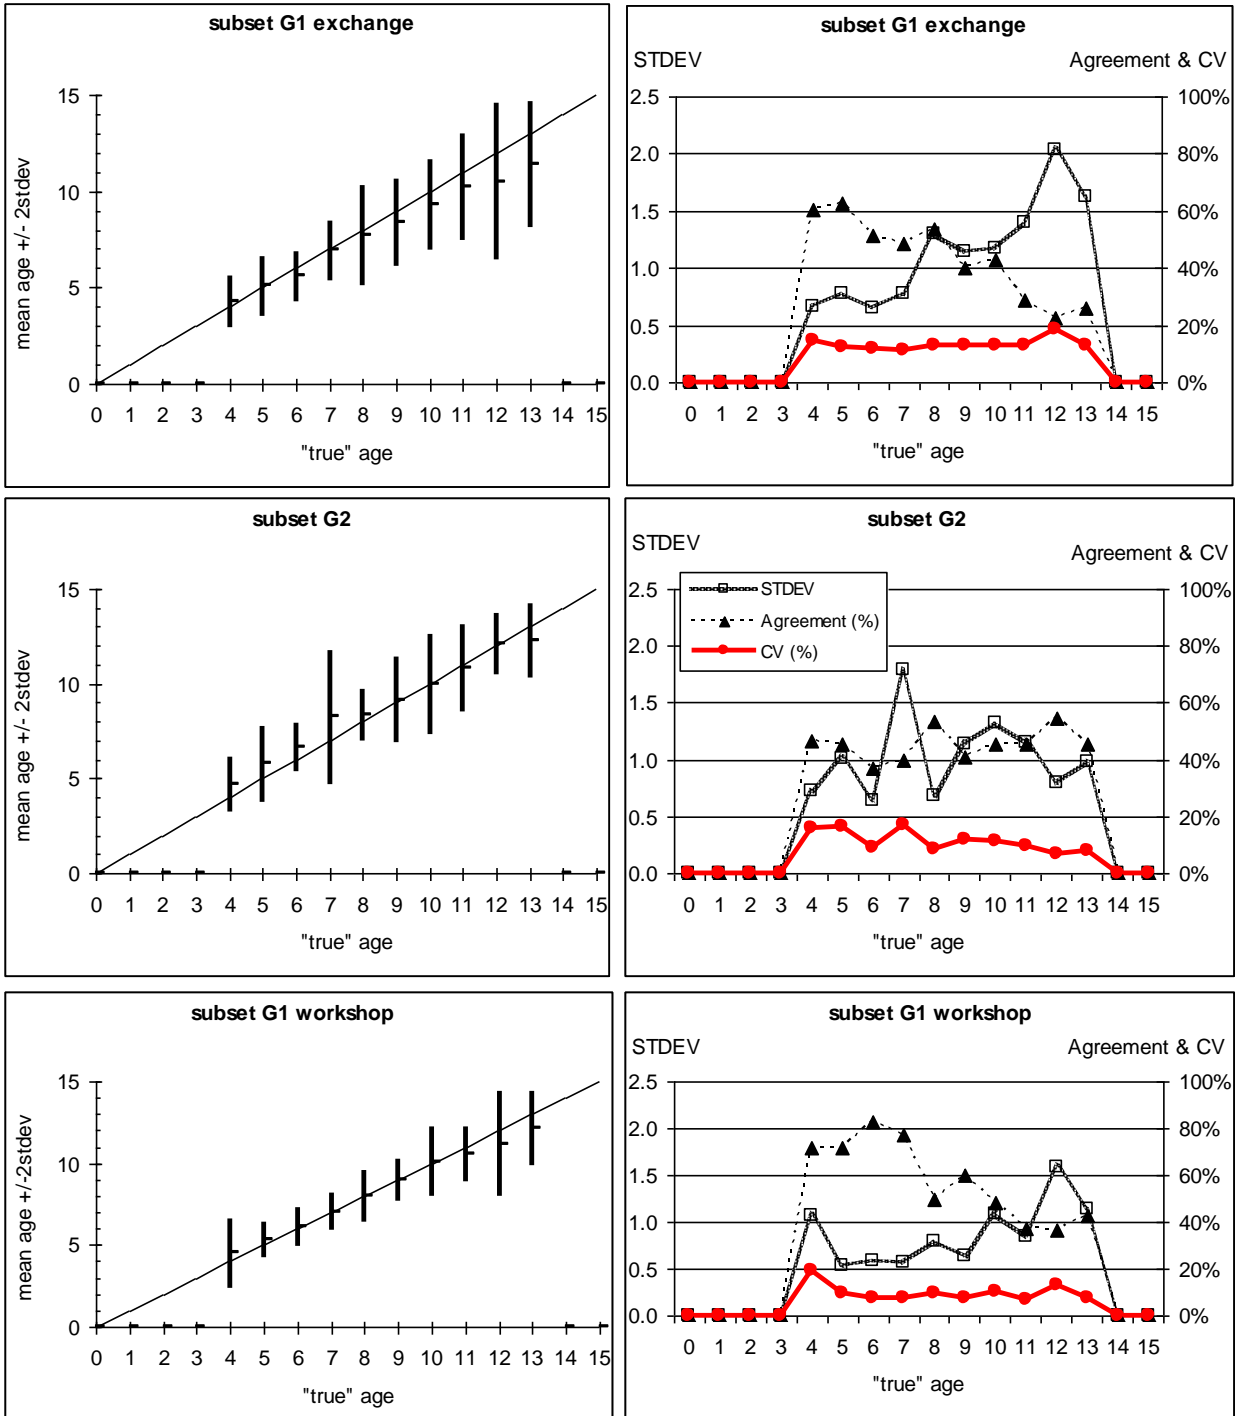 subset G1 exchange
15
10
5
0
0 1 2 3 4 5 6 7 8 9 10 11 12 13 14 15
mean age +/- 2stdev
"true" age
subset G1 exchange
STDEV Agreement & CV
2.5 100%
2.0 80%
1.5 60%
1.0 40%
0.5 20%
0.0 0%
0 1 2 3 4 5 6 7 8 9 10 11 12 13 14 15
"true" age
subset G2
15
10
5
0
0 1 2 3 4 5 6 7 8 9 10 11 12 13 14 15
mean age +/- 2stdev
"true" age
subset G2
STDEV Agreement & CV
STDEV
Agreement (%)
CV (%)
2.5 100%
2.0 80%
1.5 60%
1.0 40%
0.5 20%
0.0 0%
0 1 2 3 4 5 6 7 8 9 10 11 12 13 14 15
"true" age
subset G1 workshop
15
10
5
0
0 1 2 3 4 5 6 7 8 9 10 11 12 13 14 15
mean age +/-2stdev
"true" age
subset G1 workshop
STDEV Agreement & CV
2.5 100%
2.0 80%
1.5 60%
1.0 40%
0.5 20%
0.0 0%
0 1 2 3 4 5 6 7 8 9 10 11 12 13 14 15
"true" age